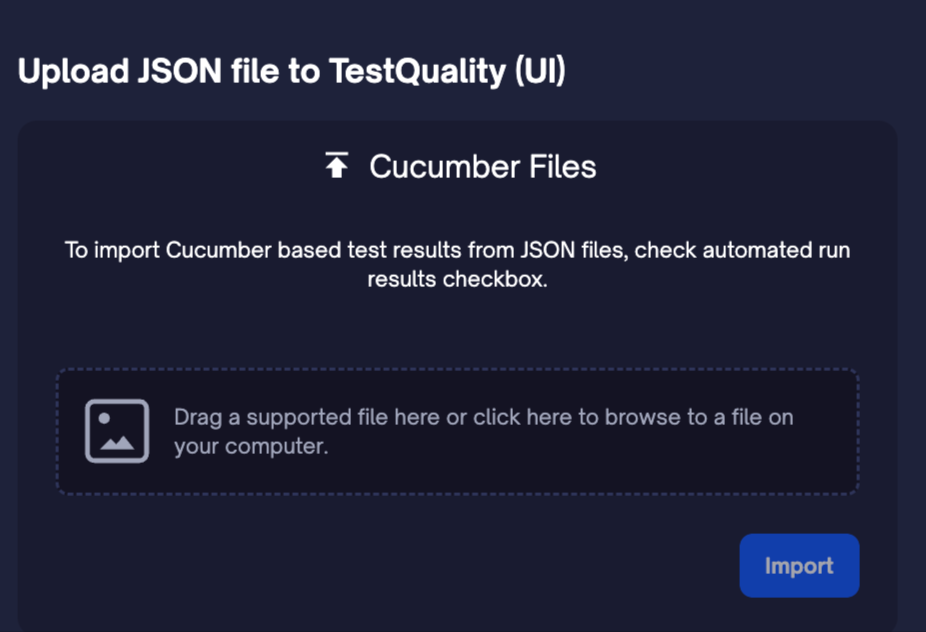 Upload JSON file to TestQuality (UI)
Cucumber Files
To import Cucumber based test results from JSON files, check automated run
results checkbox.
Drag a supported file here or click here to browse to a file on
your computer.
Import